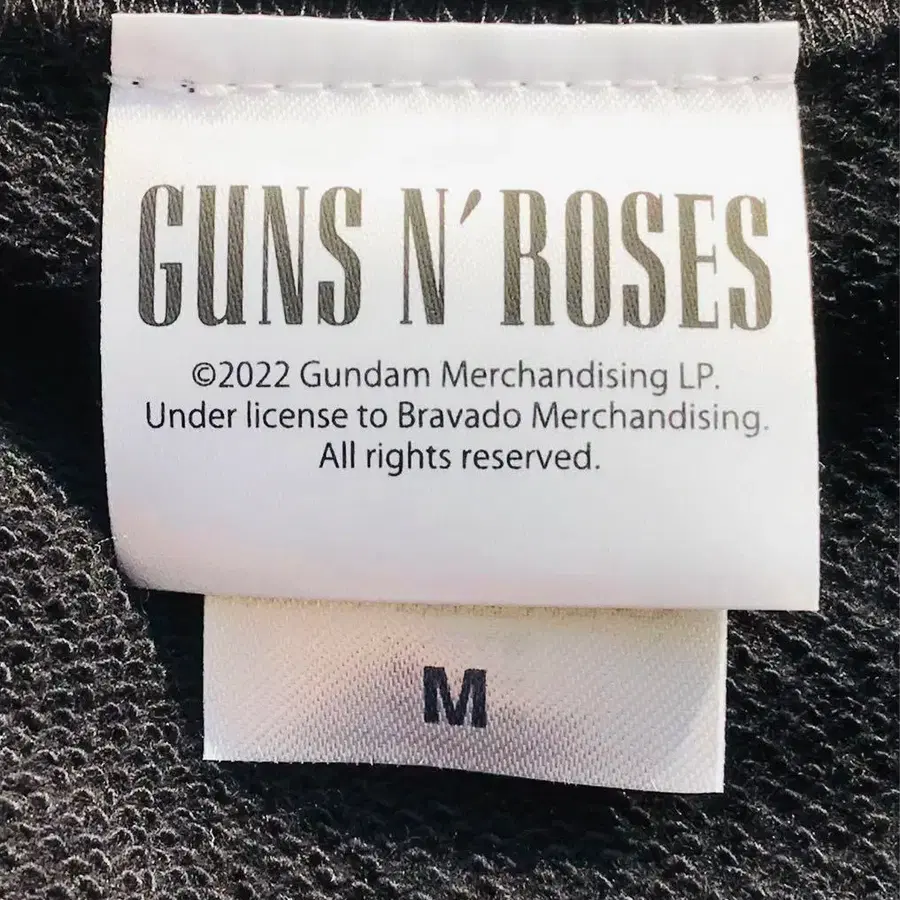 GUNS N' ROSES
©2022 Gundam Merchandising LP.
Under license to Bravado Merchandising.
All rights reserved.
M